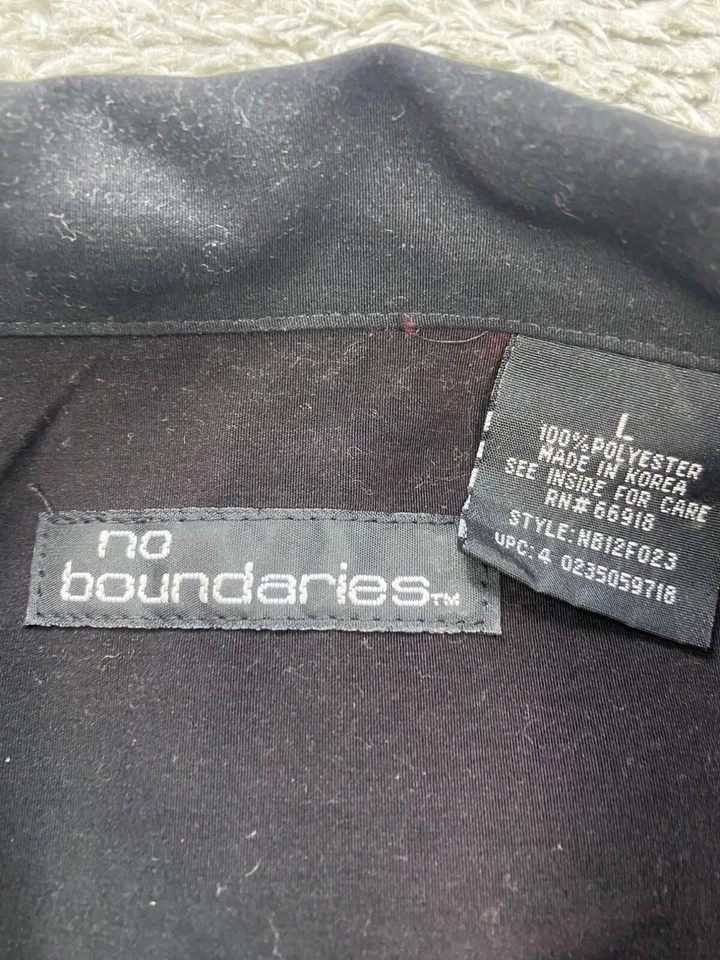 no
boundaries™
L
100% POLYESTER
MADE IN KOREA
SEE INSIDE FOR CARE
RN# 66918
STYLE: NB12F023
UPC: 4 0235059718